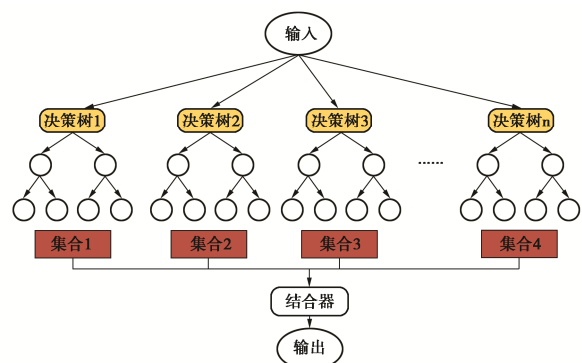 输入
决策树1
决策树2
决策树3
决策树n
······
集合1
集合2
集合3
集合4
结合器
输出